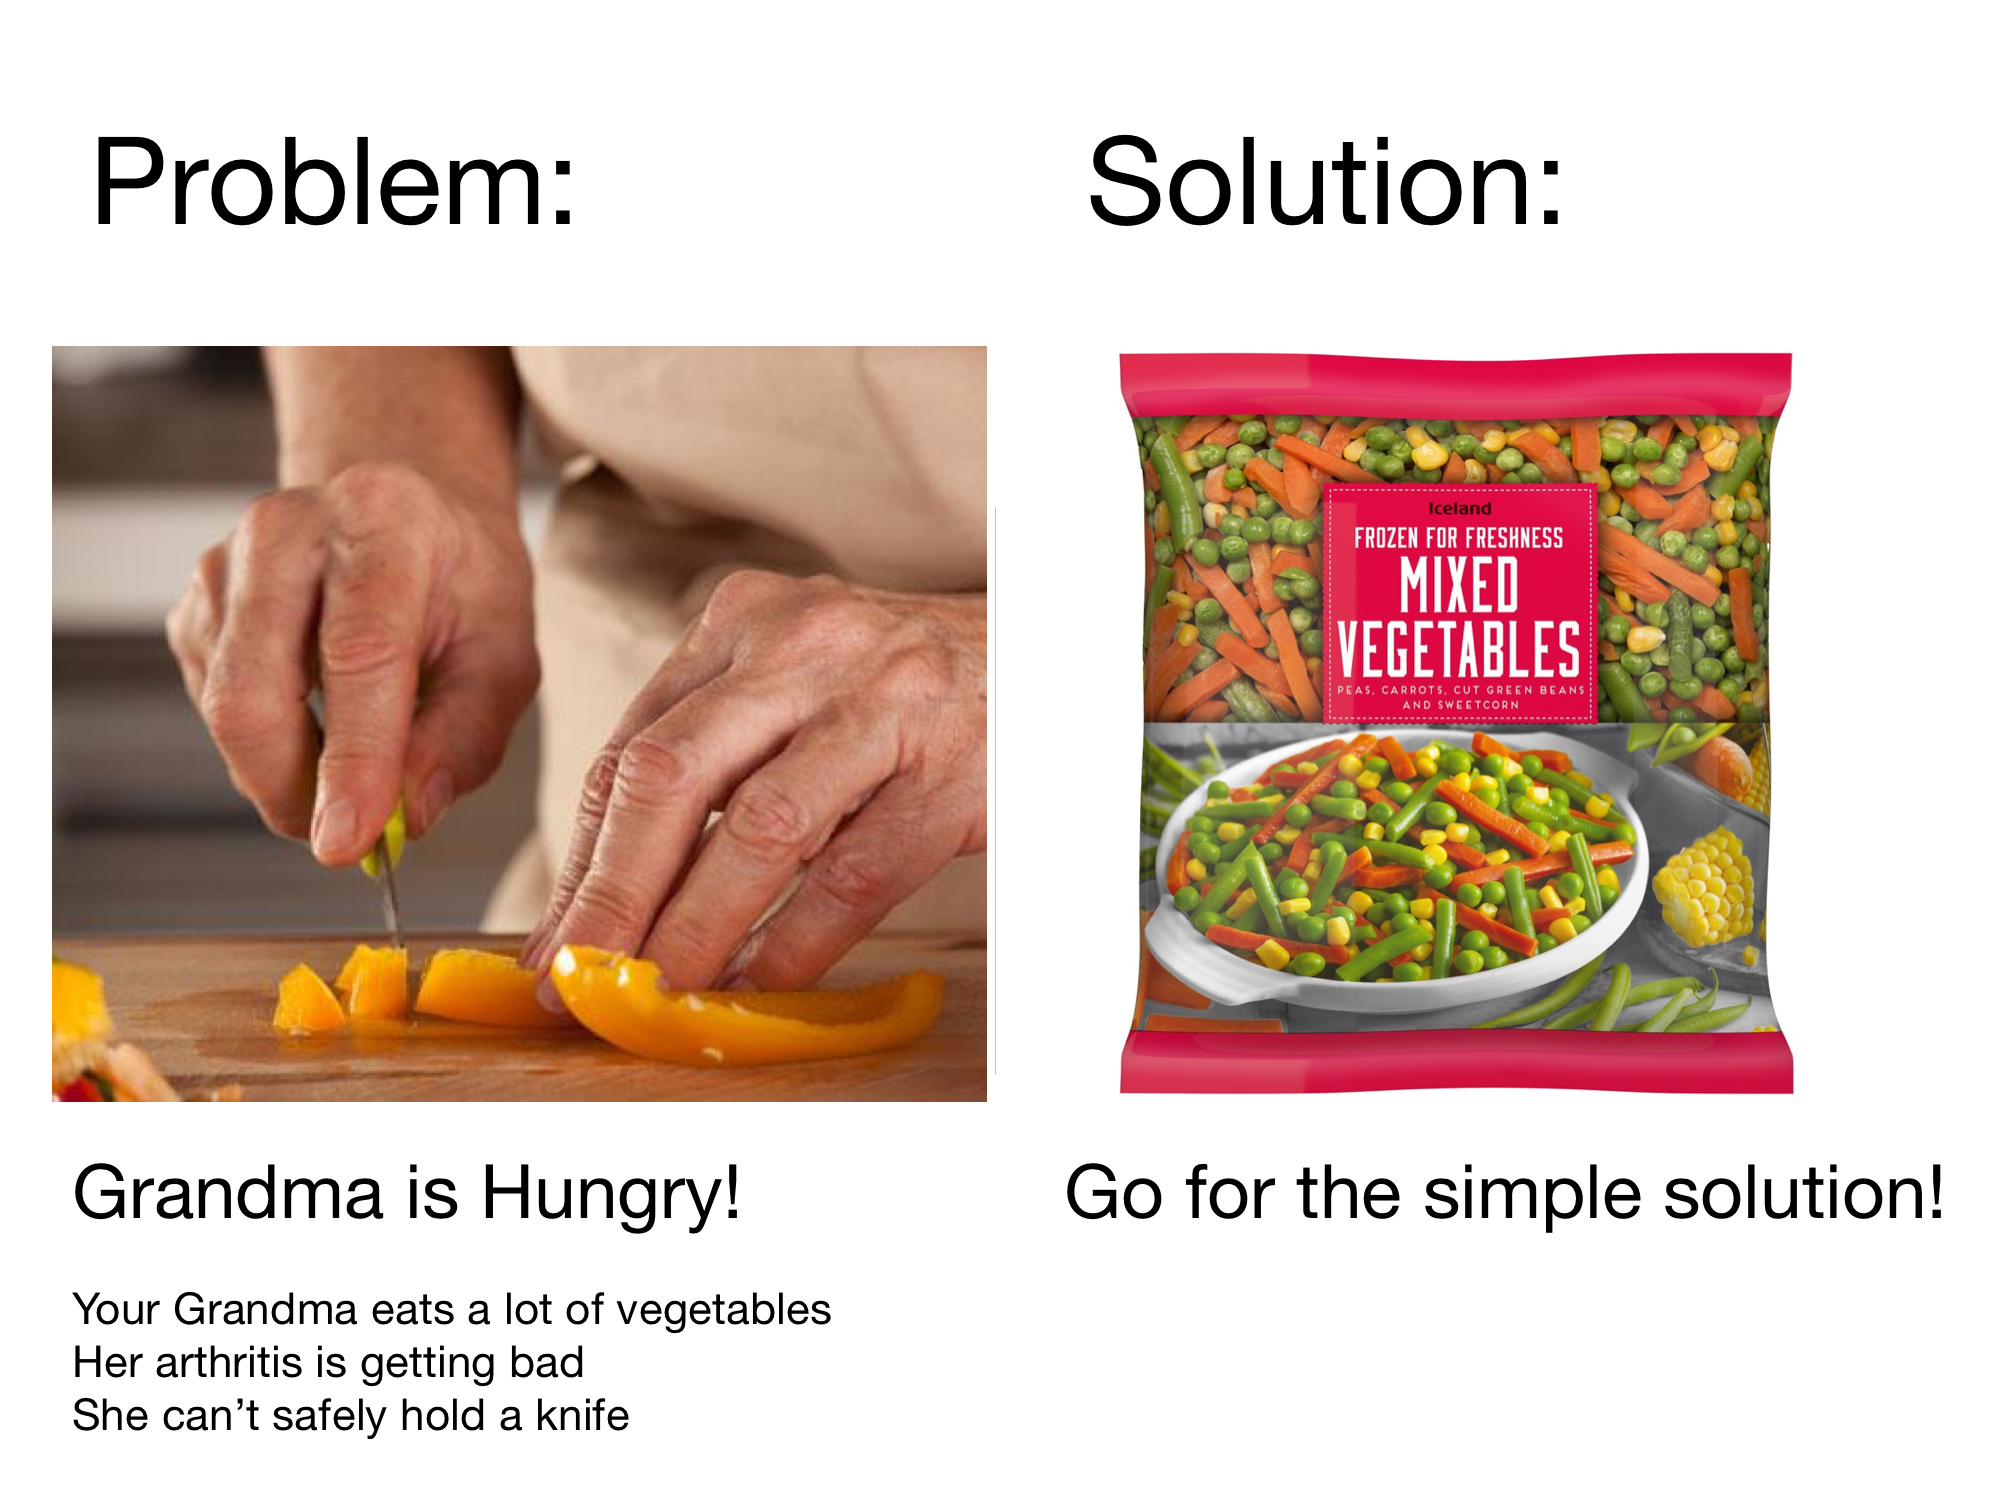 Problem:
Solution:
Iceland
FROZEN FOR FRESHNESS
MIXED
VEGETABLES
PEAS, CARROTS, CUT GREEN BEANS
AND SWEETCORN
Grandma is Hungry!
Go for the simple solution!
Your Grandma eats a lot of vegetables
Her arthritis is getting bad
She can’t safely hold a knife